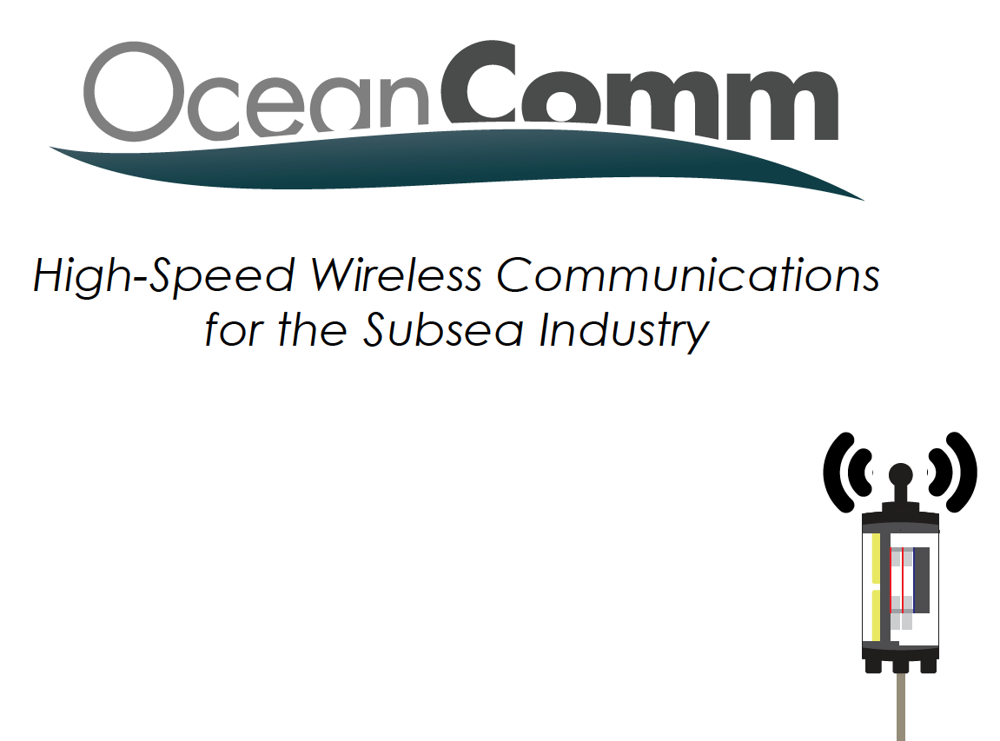 OceanComm
High-Speed Wireless Communications
for the Subsea Industry